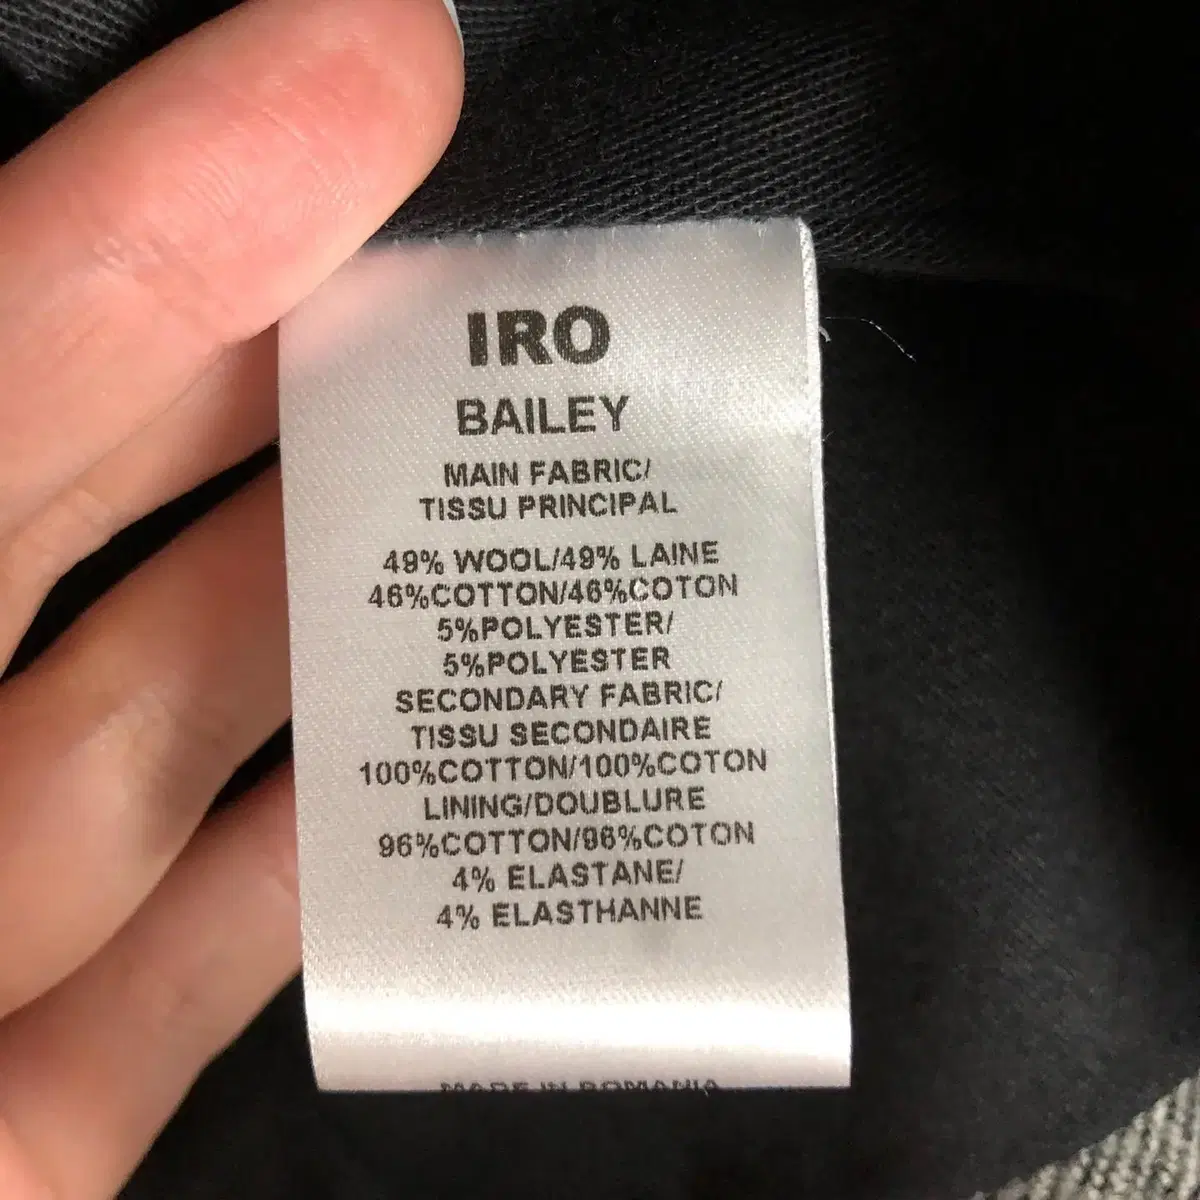 IRO
BAILEY
MAIN FABRIC/
TISSU PRINCIPAL
49% WOOL/49% LAINE
46%COTTON/46%COTON
5%POLYESTER/
5%POLYESTER
SECONDARY FABRIC/
TISSU SECONDAIRE
100%COTTON/100%COTON
LINING/DOUBLURE
96%COTTON/96%COTON
4% ELASTANE/
4% ELASTHANNE
MADE IN ROMANIA